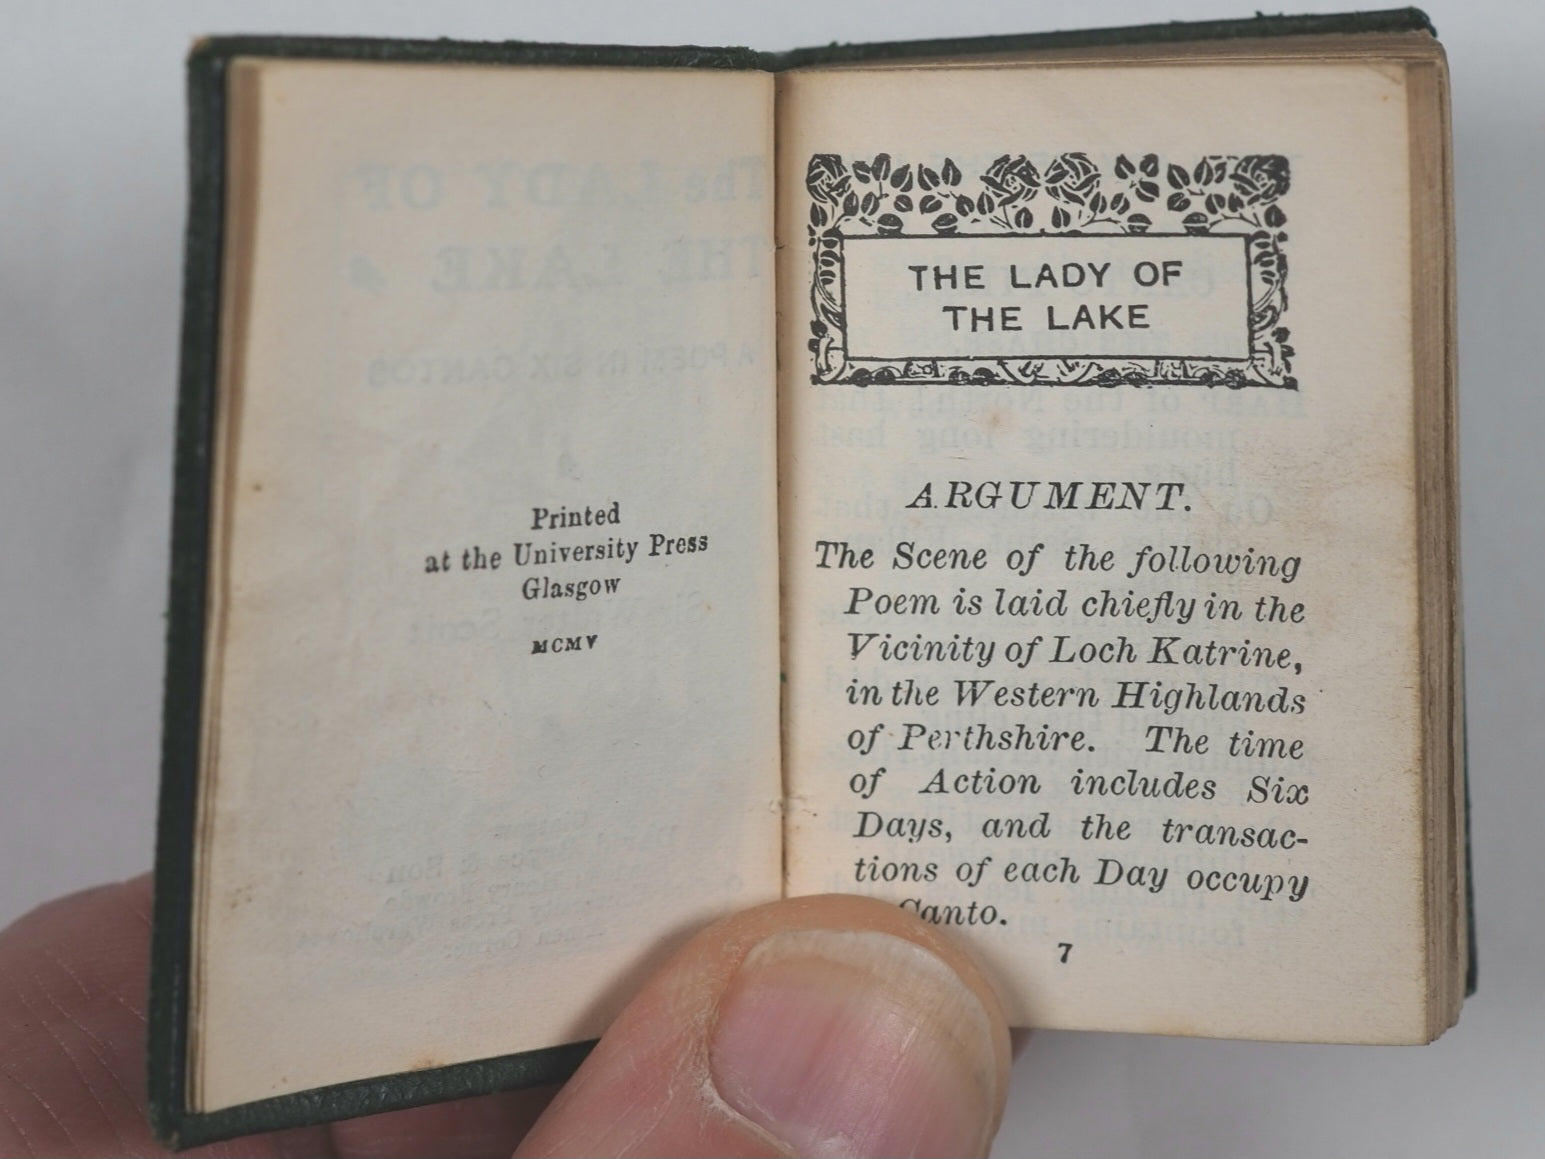 Printed
at the University Press
Glasgow
MCMV
THE LADY OF
THE LAKE
ARGUMENT.
The Scene of the following
Poem is laid chiefly in the
Vicinity of Loch Katrine,
in the Western Highlands
of Perthshire. The time
of Action includes Six
Days, and the transac-
tions of each Day occupy
Canto.
7